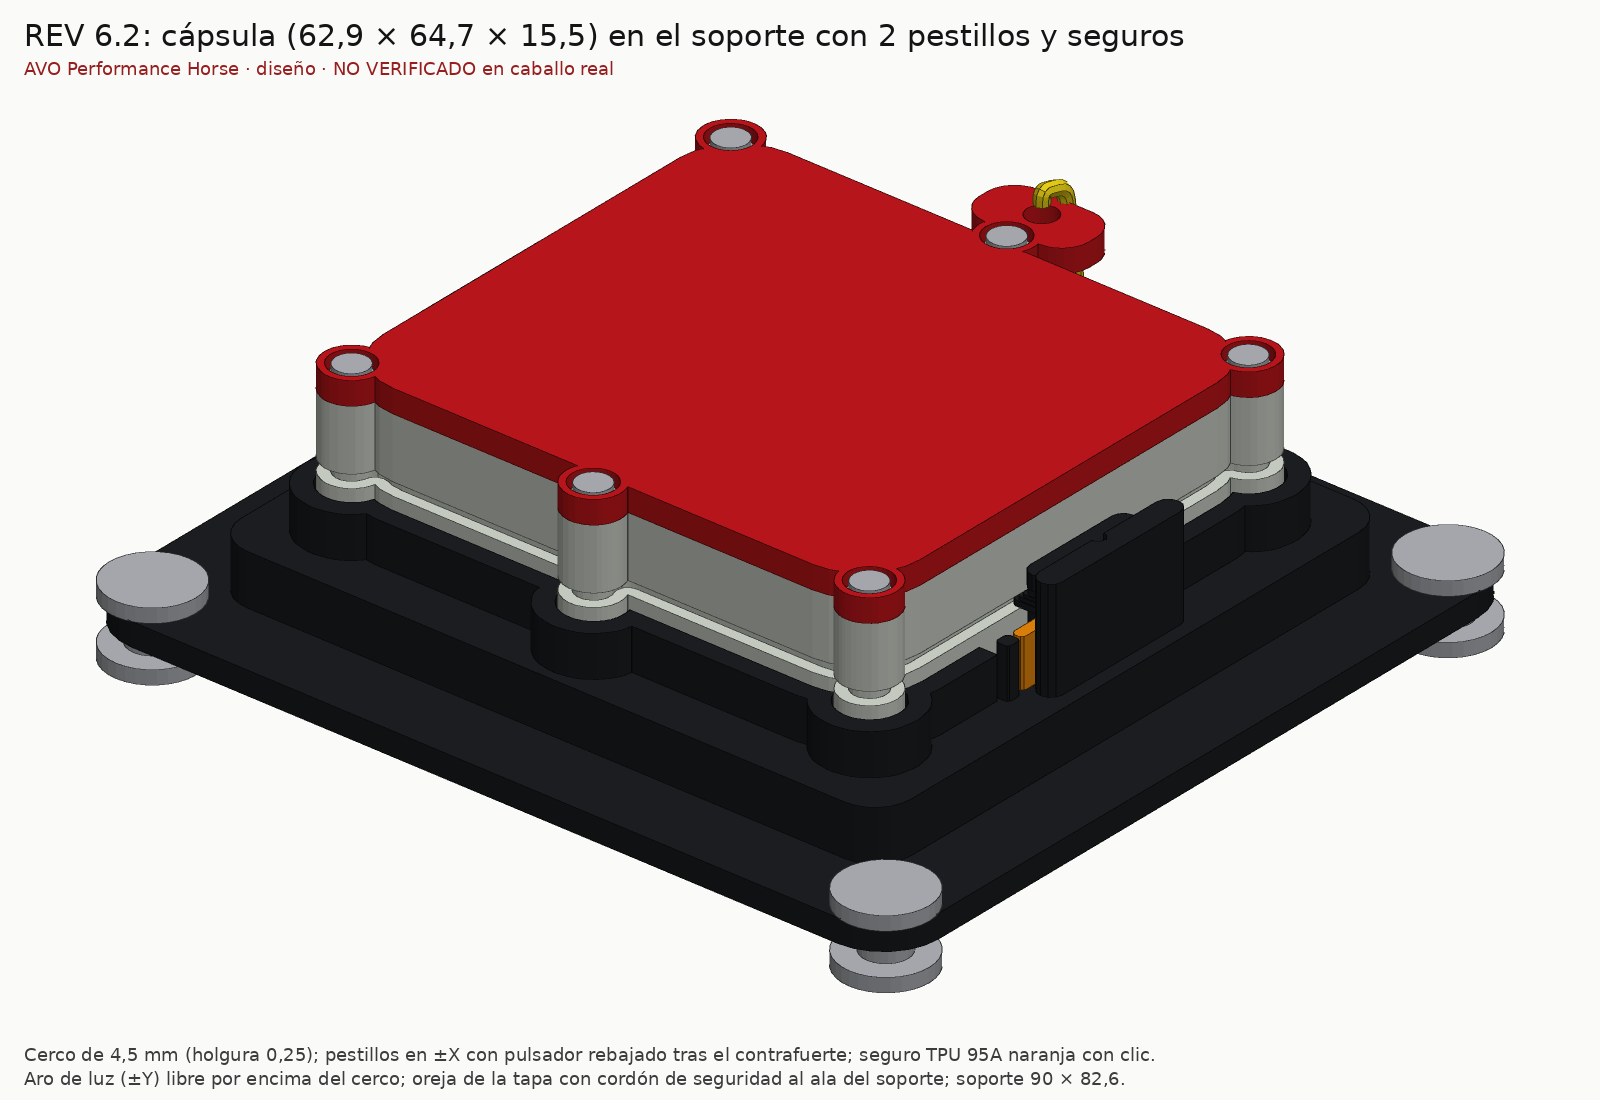 REV 6.2: cápsula (62,9 × 64,7 × 15,5) en el soporte con 2 pestillos y seguros
AVO Performance Horse · diseño · NO VERIFICADO en caballo real
Cerco de 4,5 mm (holgura 0,25); pestillos en ±X con pulsador rebajado tras el contrafuerte; seguro TPU 95A naranja con clic.
Aro de luz (±Y) libre por encima del cerco; oreja de la tapa con cordón de seguridad al ala del soporte; soporte 90 × 82,6.